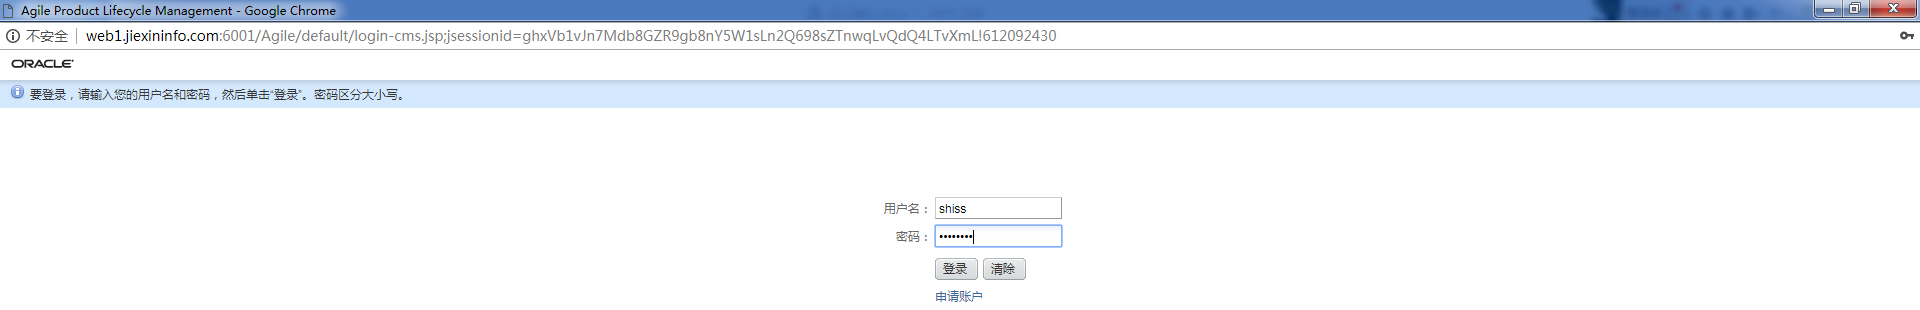 Agile Product Lifecycle Management - Google Chrome
不安全 web1.jiexininfo.com:6001/Agile/default/login-cms.jsp;jsessionid=ghxVb1vJn7Mdb8GZR9gb8nY5W1sLn2Q698sZTnwqLvQdQ4LTvXmL!612092430
ORACLE
要登录，请输入您的用户名和密码，然后单击“登录”。密码区分大小写。
用户名： shiss
密码： ••••••••
登录 清除
申请账户